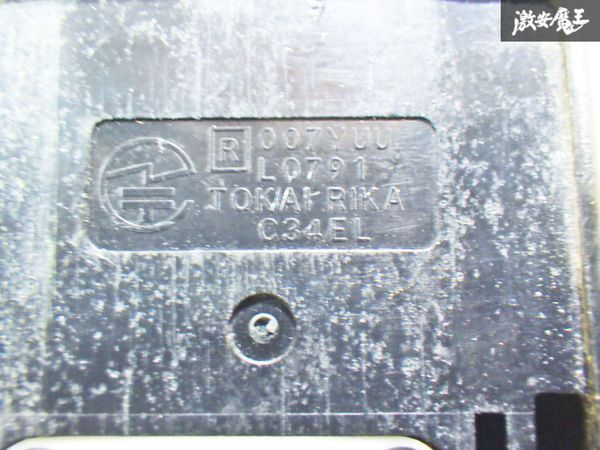 激安魔王
R 007YUU
L0791
TOKAI RIKA
C34EL